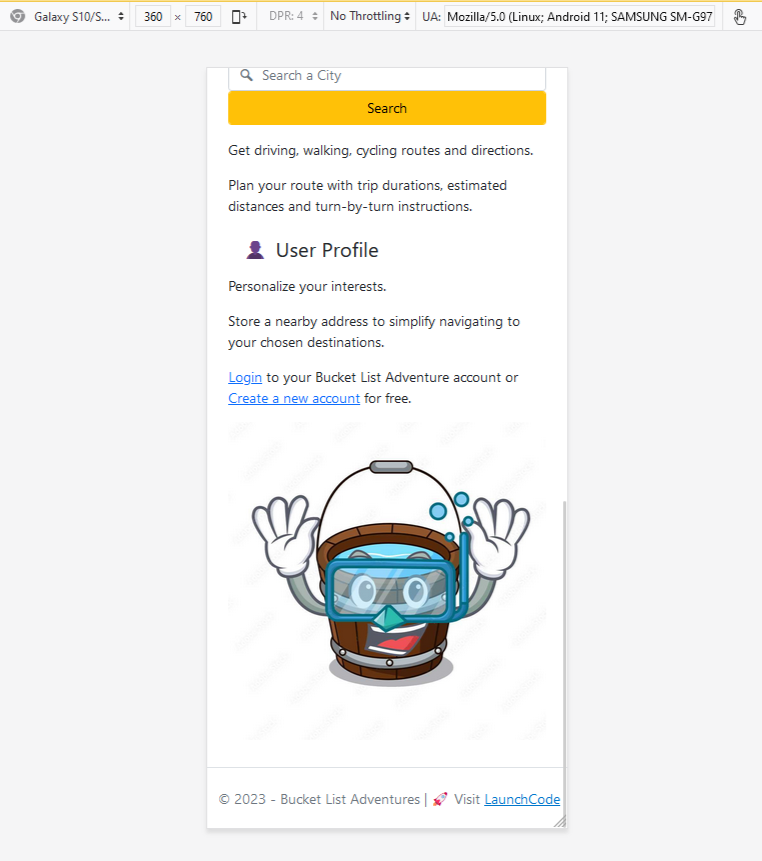 Galaxy S10/S...
360 × 760
DPR: 4
No Throttling
UA: Mozilla/5.0 (Linux; Android 11; SAMSUNG SM-G97
Search a City
Search
Get driving, walking, cycling routes and directions.
Plan your route with trip durations, estimated
distances and turn-by-turn instructions.
User Profile
Personalize your interests.
Store a nearby address to simplify navigating to
your chosen destinations.
Login to your Bucket List Adventure account or
Create a new account for free.
© 2023 - Bucket List Adventures | 🚀 Visit LaunchCode